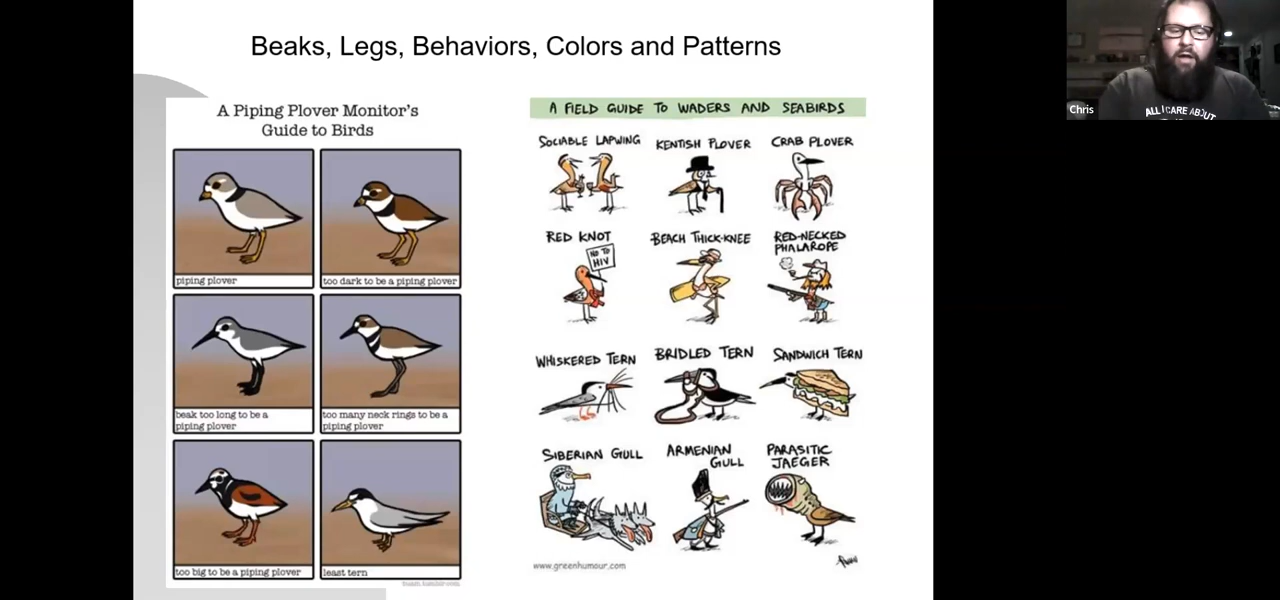 Beaks, Legs, Behaviors, Colors and Patterns
A Piping Plover Monitor's
Guide to Birds
piping plover
too dark to be a piping plover
beak too long to be a
piping plover
too many neck rings to be a
piping plover
too big to be a piping plover
least tern
A FIELD GUIDE TO WADERS AND SEABIRDS
SOCIABLE LAPWING
KENTISH PLOVER
CRAB PLOVER
RED KNOT
NO TO
HIV
BEACH THICK-KNEE
RED-NECKED
PHALAROPE
WHISKERED TERN
BRIDLED TERN
SANDWICH TERN
SIBERIAN GULL
ARMENIAN
GULL
PARASITIC
JAEGER
www.greenhumour.com
Chris
ALL I CARE ABOUT